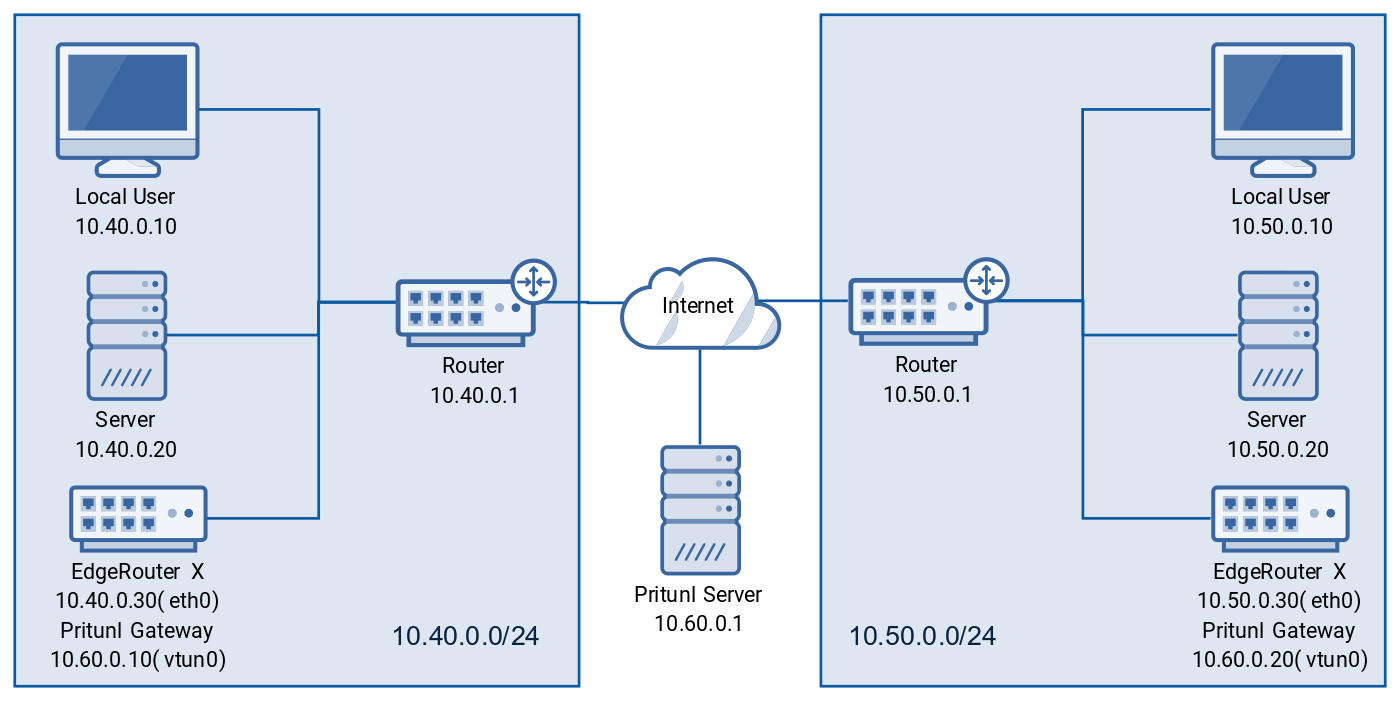 Local User
10.40.0.10
Server
10.40.0.20
EdgeRouter X
10.40.0.30( eth0)
Pritunl Gateway
10.60.0.10( vtun0)
Router
10.40.0.1
10.40.0.0/24
Internet
Pritunl Server
10.60.0.1
Router
10.50.0.1
10.50.0.0/24
Local User
10.50.0.10
Server
10.50.0.20
EdgeRouter X
10.50.0.30( eth0)
Pritunl Gateway
10.60.0.20( vtun0)